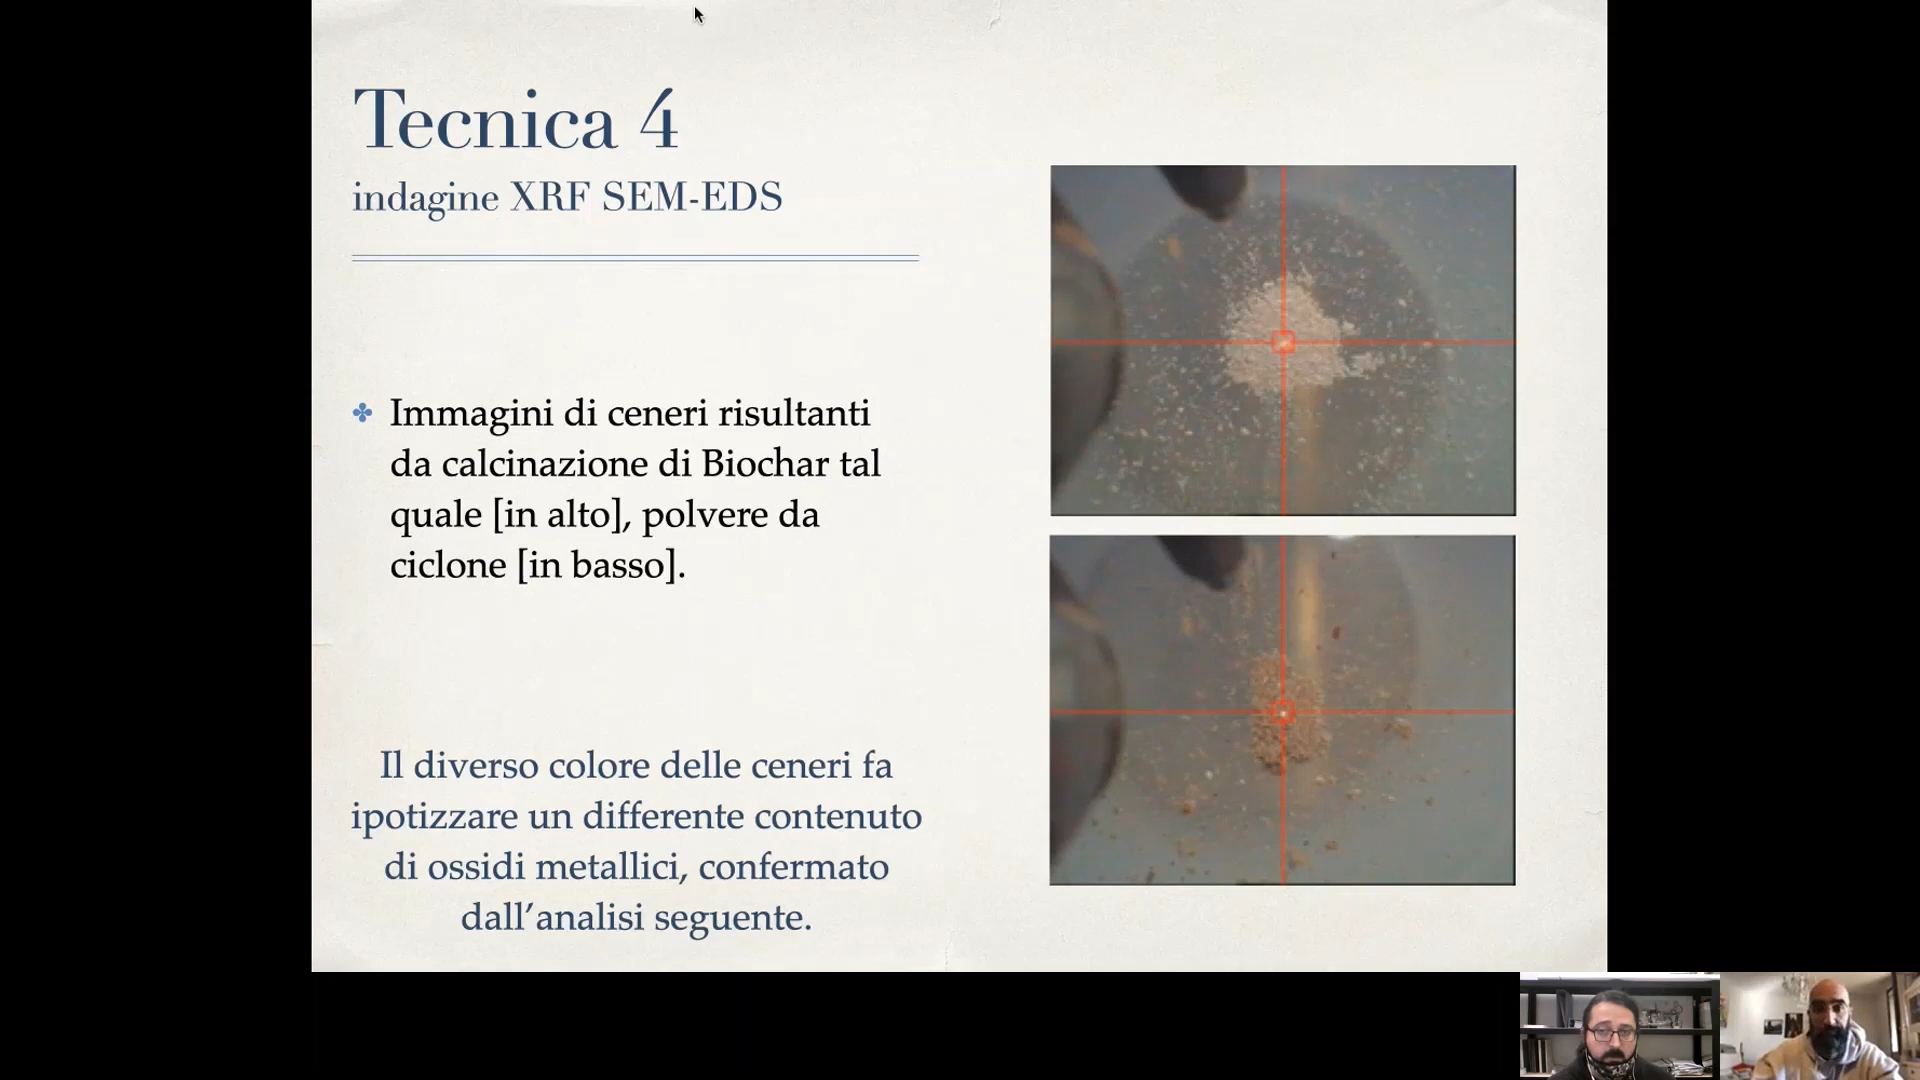 Tecnica 4
indagine XRF SEM-EDS
Immagini di ceneri risultanti
da calcinazione di Biochar tal
quale [in alto], polvere da
ciclone [in basso].
Il diverso colore delle ceneri fa
ipotizzare un differente contenuto
di ossidi metallici, confermato
dall’analisi seguente.